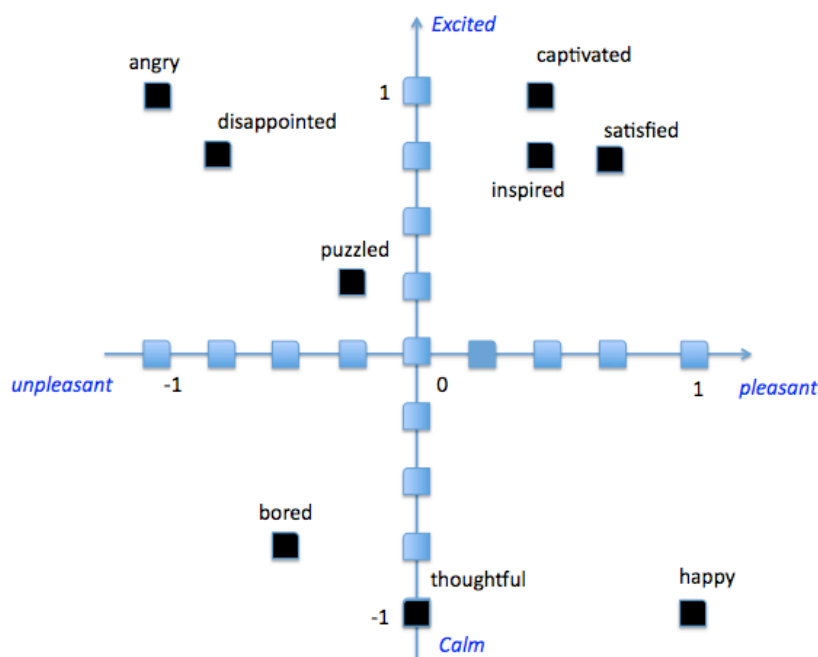 Excited
captivated
angry
1
disappointed
satisfied
inspired
puzzled
unpleasant
-1
0
1
pleasant
bored
thoughtful
happy
-1
Calm